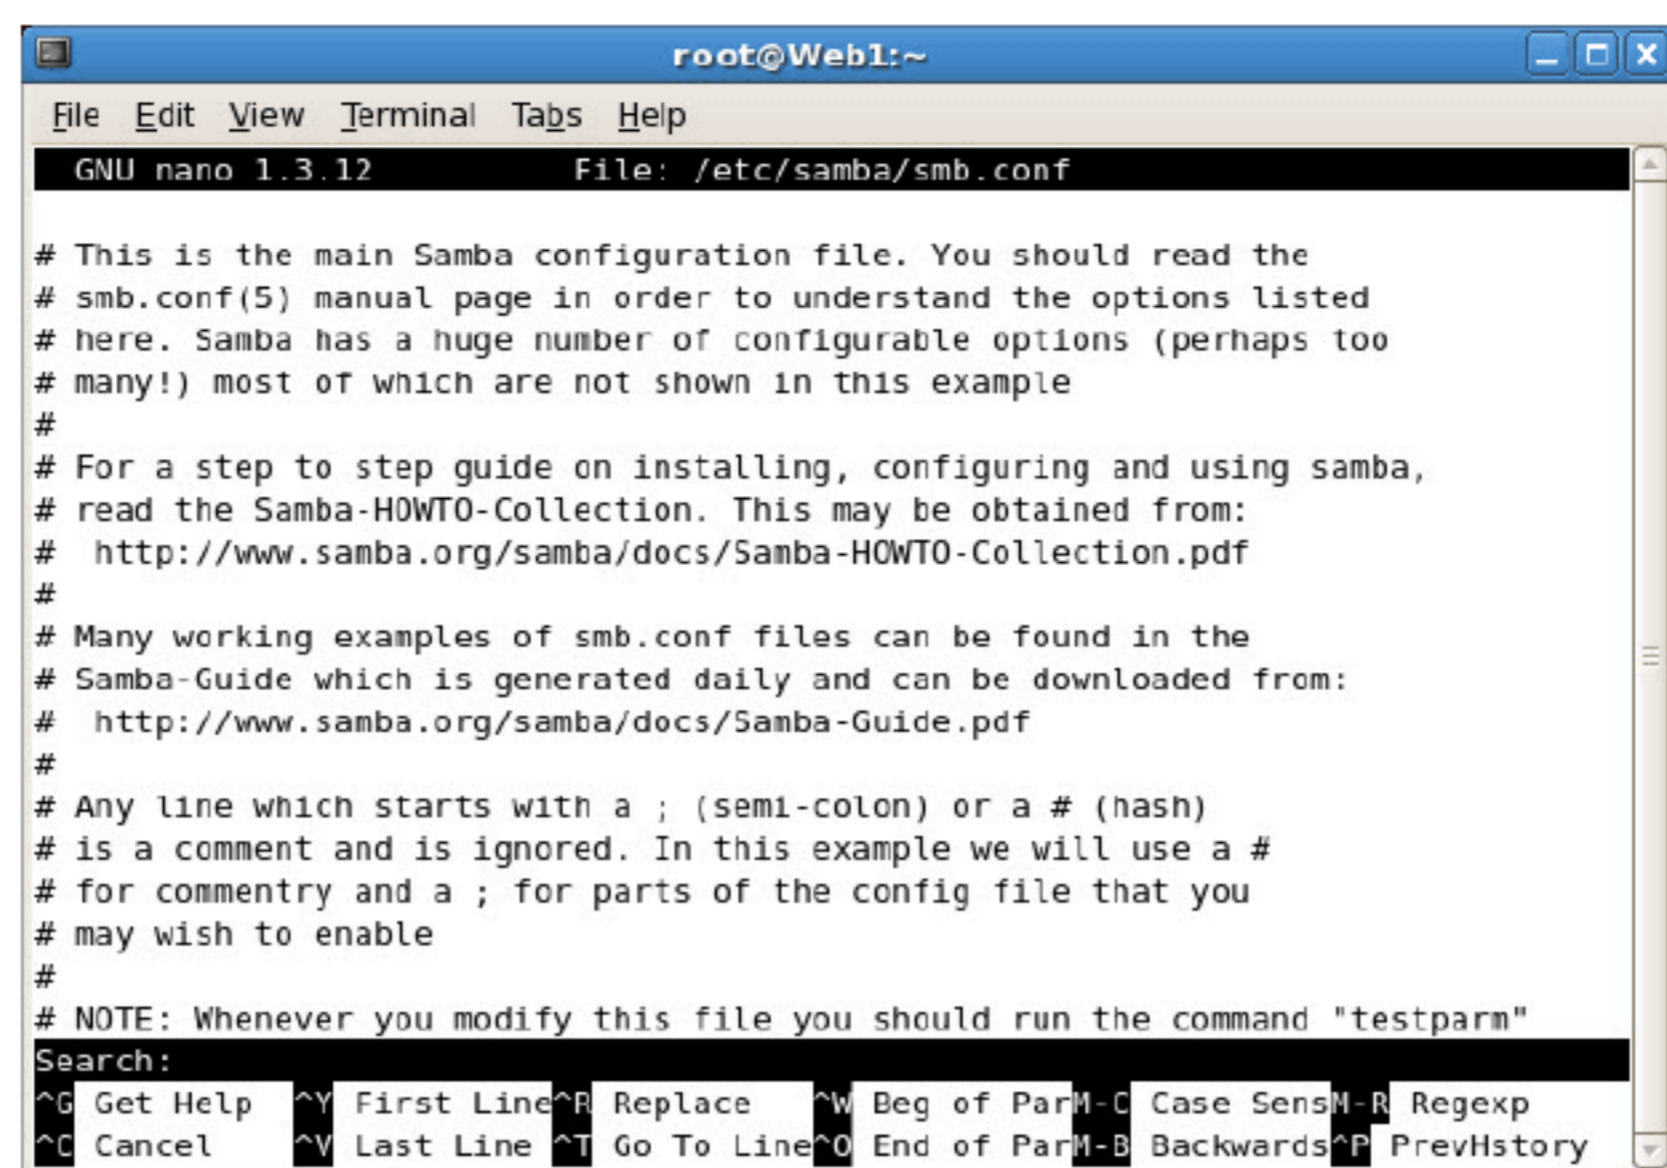 root@Web1:~
File Edit View Terminal Tabs Help
GNU nano 1.3.12 File: /etc/samba/smb.conf
# This is the main Samba configuration file. You should read the
# smb.conf(5) manual page in order to understand the options listed
# here. Samba has a huge number of configurable options (perhaps too
# many!) most of which are not shown in this example
#
# For a step to step guide on installing, configuring and using samba,
# read the Samba-HOWTO-Collection. This may be obtained from:
#  http://www.samba.org/samba/docs/Samba-HOWTO-Collection.pdf
#
# Many working examples of smb.conf files can be found in the
# Samba-Guide which is generated daily and can be downloaded from:
#  http://www.samba.org/samba/docs/Samba-Guide.pdf
#
# Any line which starts with a ; (semi-colon) or a # (hash)
# is a comment and is ignored. In this example we will use a #
# for commentry and a ; for parts of the config file that you
# may wish to enable
#
# NOTE: Whenever you modify this file you should run the command "testparm"
Search:
^G Get Help ^Y First Line^R Replace ^W Beg of ParM-C Case SensM-R Regexp
^C Cancel ^V Last Line ^T Go To Line^O End of ParM-B Backwards^P PrevHstory